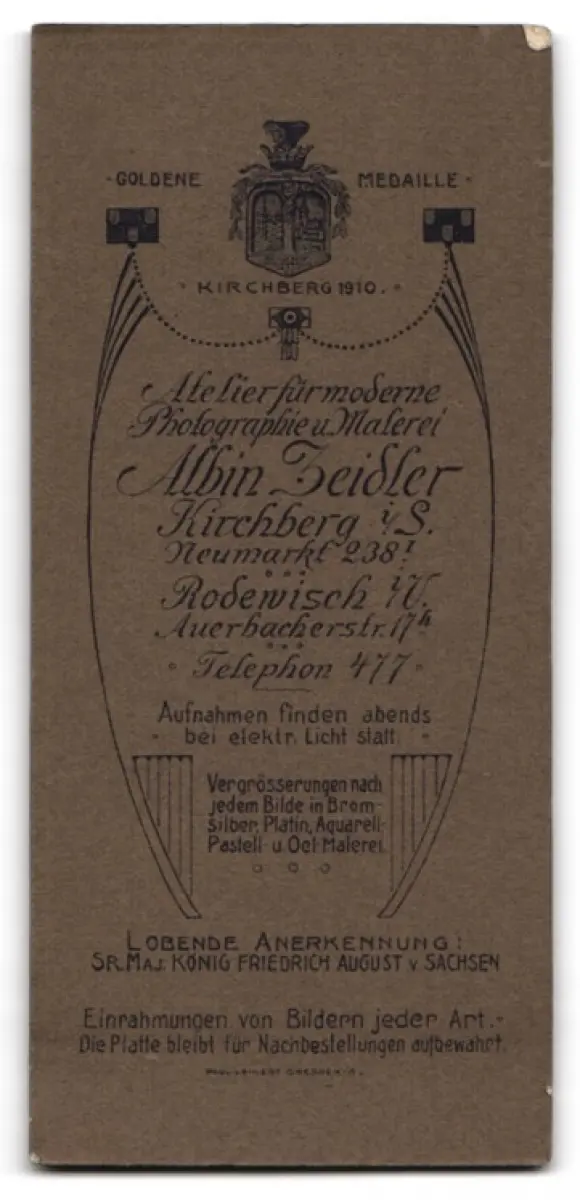 GOLDENE MEDAILLE
KIRCHBERG 1910.
Atelier für moderne
Photographie u. Malerei
Albin Zeidler
Kirchberg i/S.
Neumarkt 238 I
Rodewisch i/V.
Auerbacherstr. 17h
Telephon 477
Aufnahmen finden abends
bei elektr. Licht statt
Vergrösserungen nach
jedem Bilde in Brom-
silber, Platin, Aquarell-
Pastell- u. Oel-Malerei.
LOBENDE ANERKENNUNG:
SR. MAJ. KÖNIG FRIEDRICH AUGUST v. SACHSEN
Einrahmungen von Bildern jeder Art.
Die Platte bleibt für Nachbestellungen aufbewahrt.